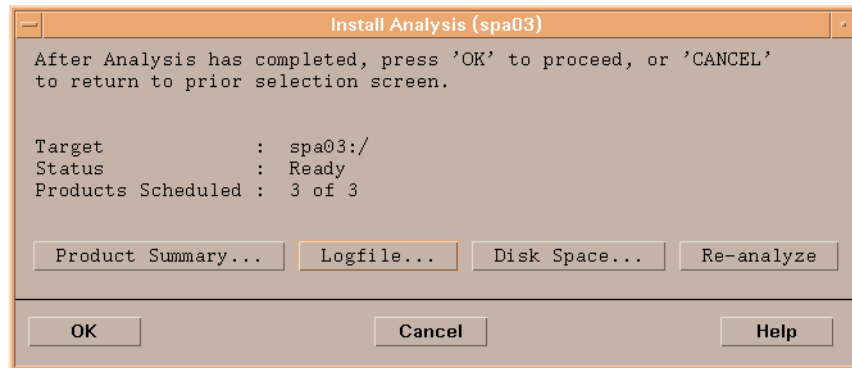 Install Analysis (spa03)
After Analysis has completed, press 'OK' to proceed, or 'CANCEL'
to return to prior selection screen.
Target : spa03:/
Status : Ready
Products Scheduled : 3 of 3
Product Summary... Logfile... Disk Space... Re-analyze
OK Cancel Help